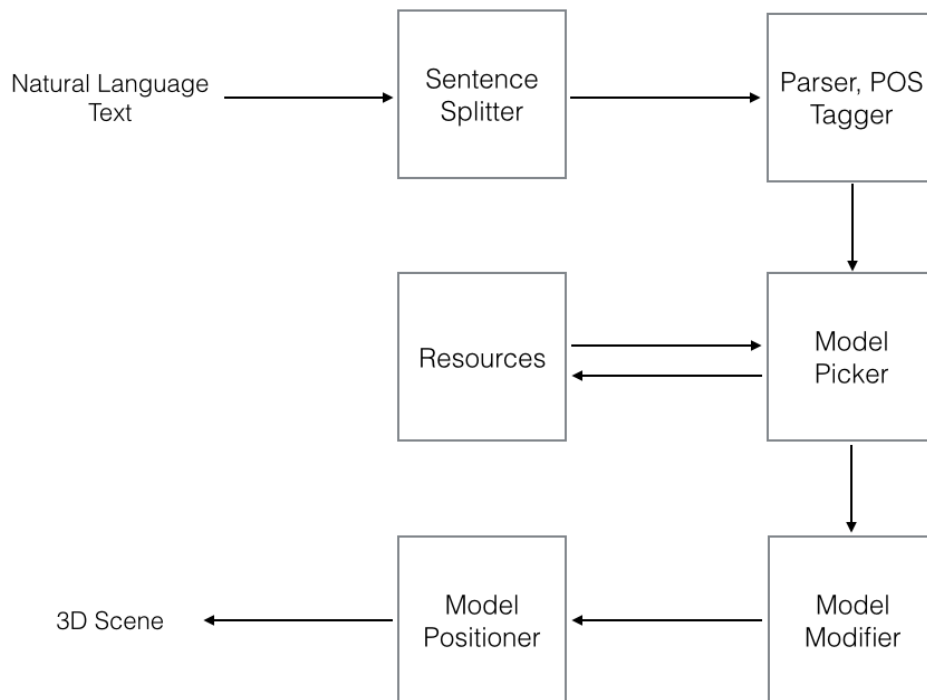 Natural Language
Text
Sentence
Splitter
Parser, POS
Tagger
Resources
Model
Picker
3D Scene
Model
Positioner
Model
Modifier